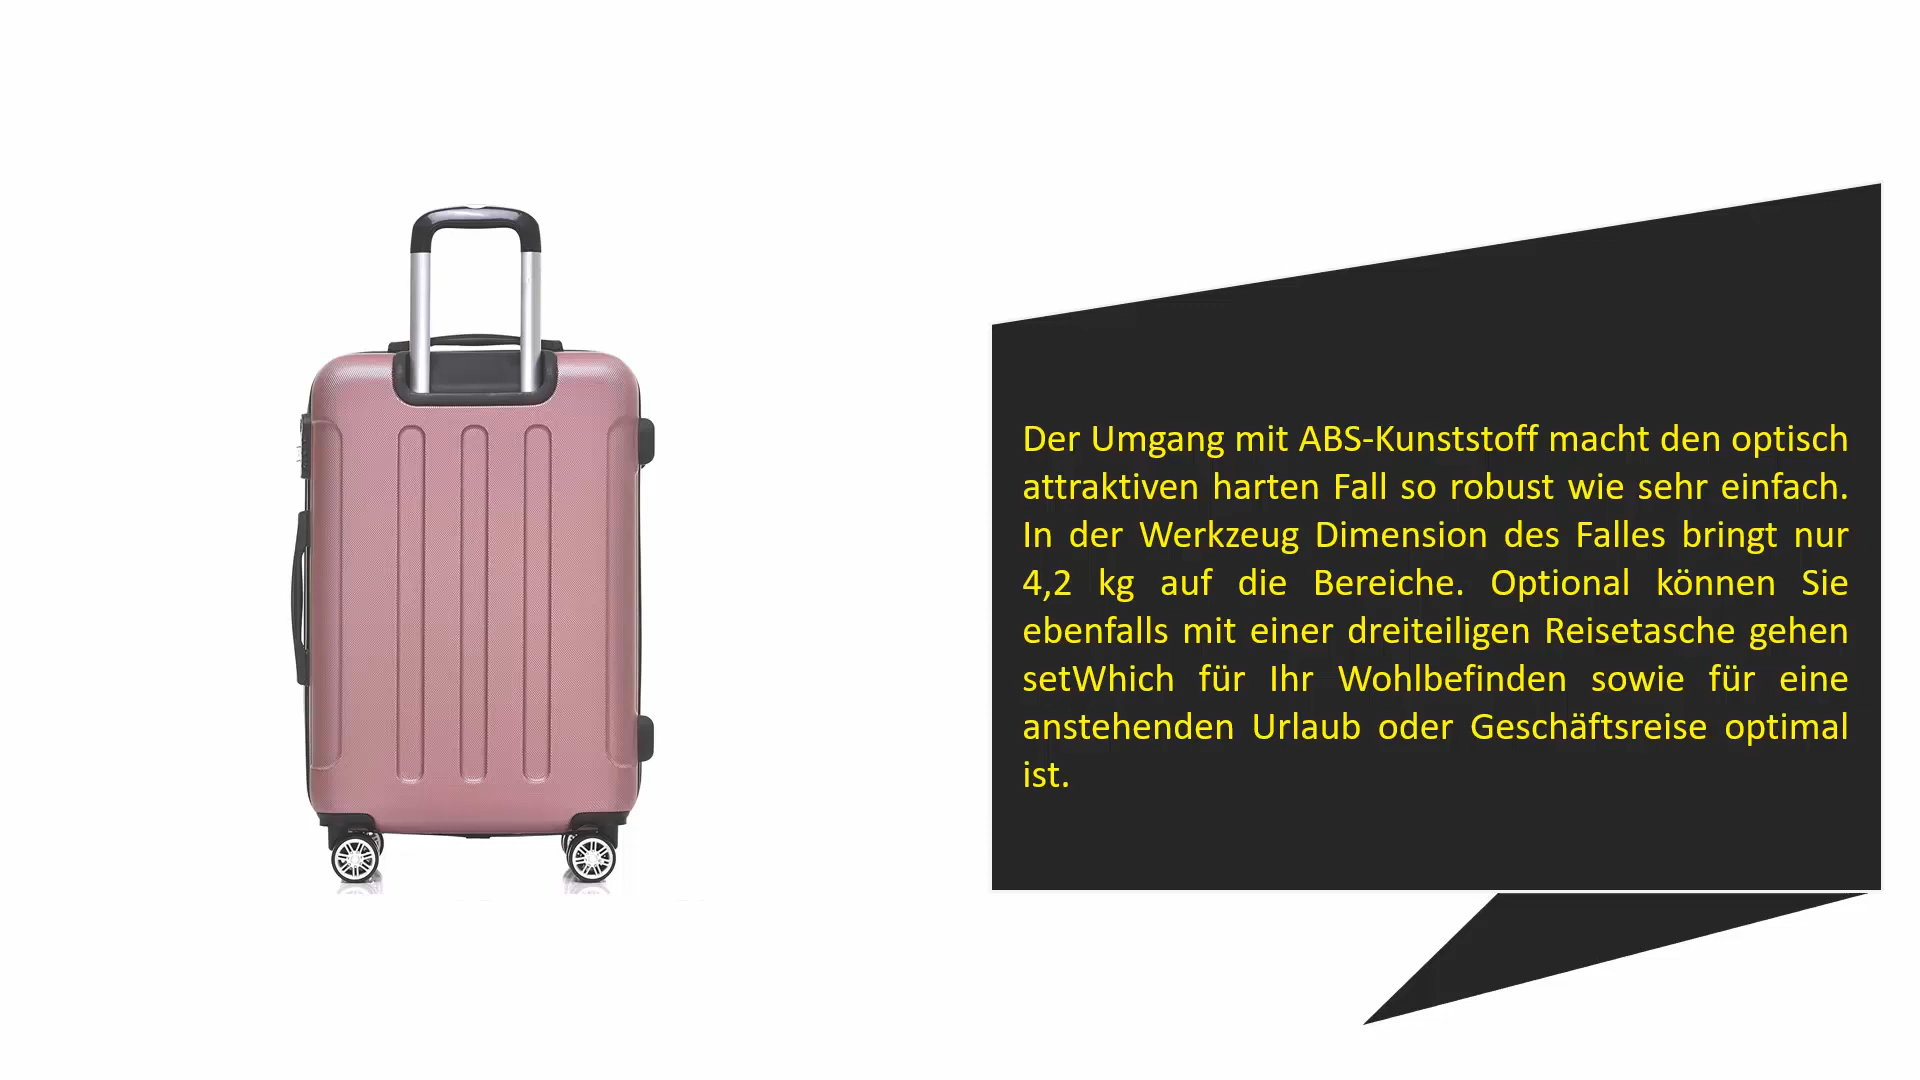 Der Umgang mit ABS-Kunststoff macht den optisch
attraktiven harten Fall so robust wie sehr einfach.
In der Werkzeug Dimension des Falles bringt nur
4,2 kg auf die Bereiche. Optional können Sie
ebenfalls mit einer dreiteiligen Reisetasche gehen
setWhich für Ihr Wohlbefinden sowie für eine
anstehenden Urlaub oder Geschäftsreise optimal
ist.